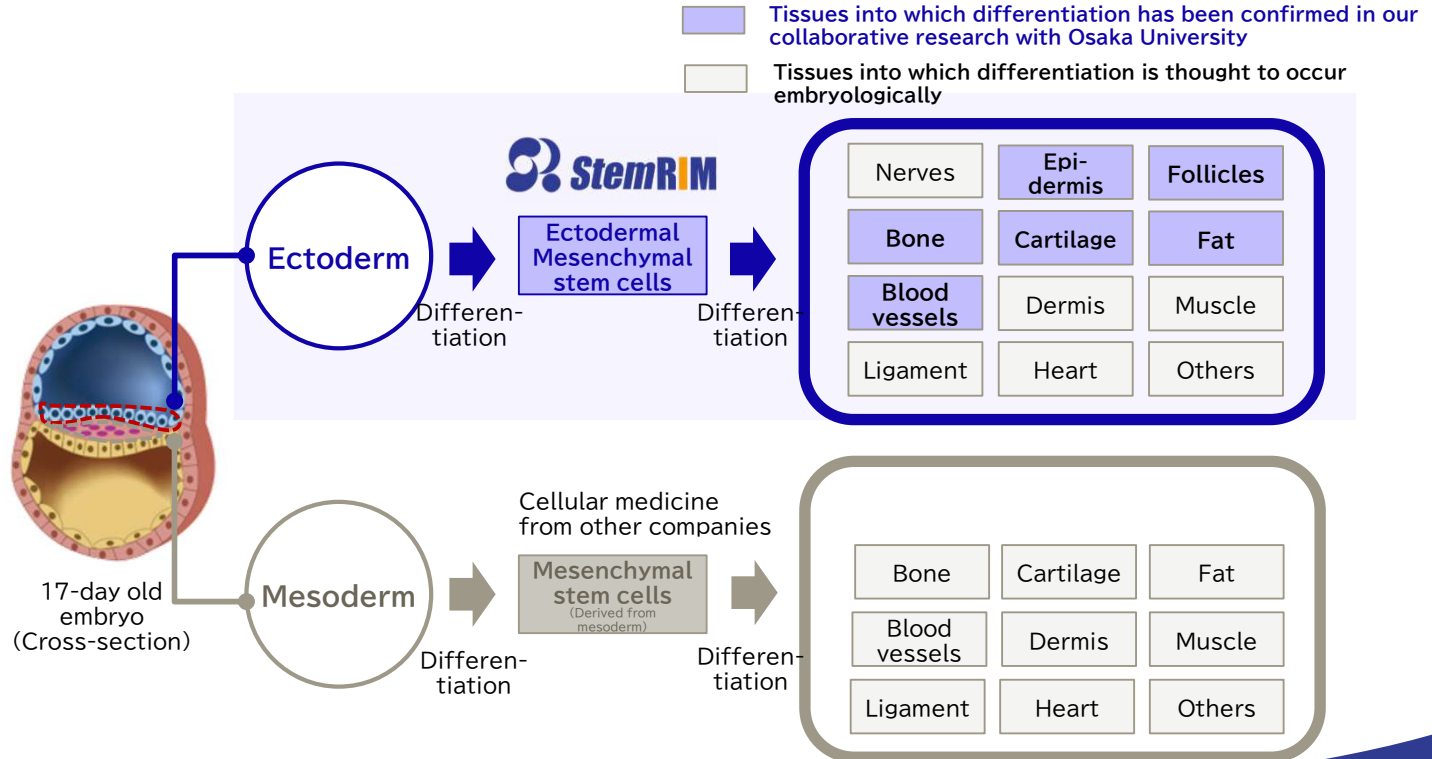 Tissues into which differentiation has been confirmed in our
collaborative research with Osaka University
Tissues into which differentiation is thought to occur
embryologically
StemRIM
Ectoderm
Differen-
tiation
Ectodermal
Mesenchymal
stem cells
Differen-
tiation
Nerves
Epi-
dermis
Follicles
Bone
Cartilage
Fat
Blood
vessels
Dermis
Muscle
Ligament
Heart
Others
17-day old
embryo
(Cross-section)
Mesoderm
Differen-
tiation
Cellular medicine
from other companies
Mesenchymal
stem cells
(Derived from
mesoderm)
Differen-
tiation
Bone
Cartilage
Fat
Blood
vessels
Dermis
Muscle
Ligament
Heart
Others